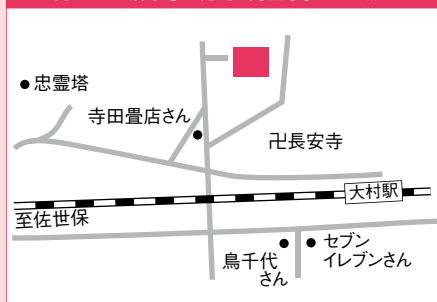 忠霊塔
寺田畳店さん
卍長安寺
大村駅
至佐世保
鳥千代
さん
セブン
イレブンさん